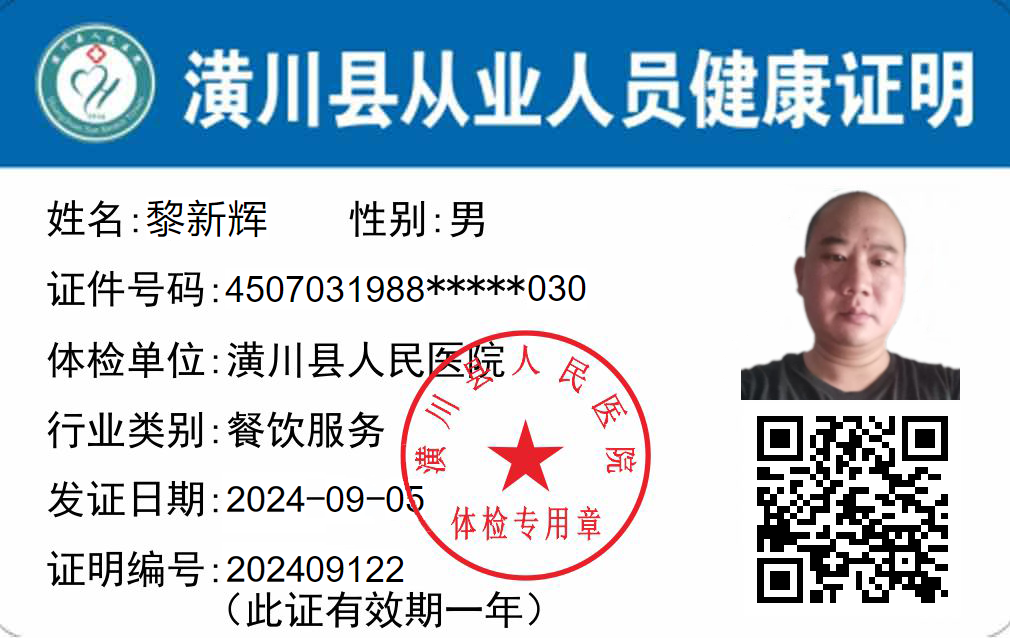 潢川县从业人员健康证明
姓名:黎新辉 性别:男
证件号码:4507031988*****030
体检单位:潢川县人民医院
行业类别:餐饮服务
发证日期:2024-09-05
证明编号:202409122
(此证有效期一年)
潢川县人民医院
体检专用章